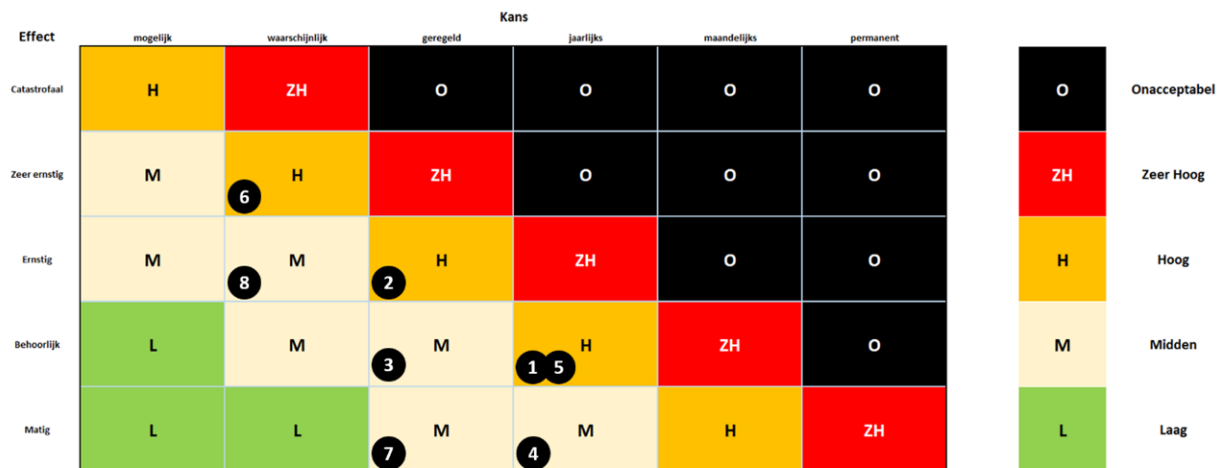 Kans
Effect mogelijk waarschijnlijk geregeld jaarlijks maandelijks permanent
Catastrofaal H ZH O O O O O Onacceptabel
Zeer ernstig M H ZH O O O ZH Zeer Hoog
6
Ernstig M M H ZH O O H Hoog
8 2
Behoorlijk L M M H ZH O M Midden
3 1 5
Matig L L M M H ZH L Laag
7 4